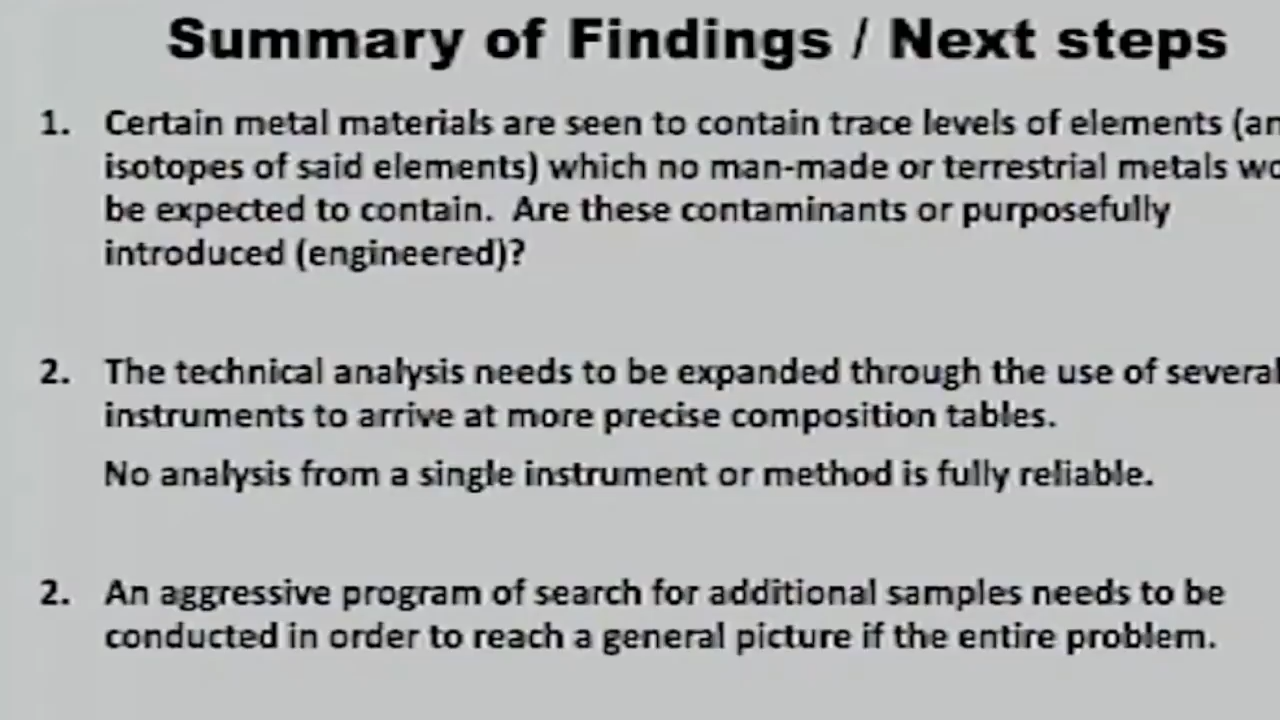 Summary of Findings / Next steps
1. Certain metal materials are seen to contain trace levels of elements (an
isotopes of said elements) which no man-made or terrestrial metals wo
be expected to contain. Are these contaminants or purposefully
introduced (engineered)?
2. The technical analysis needs to be expanded through the use of several
instruments to arrive at more precise composition tables.
No analysis from a single instrument or method is fully reliable.
2. An aggressive program of search for additional samples needs to be
conducted in order to reach a general picture if the entire problem.